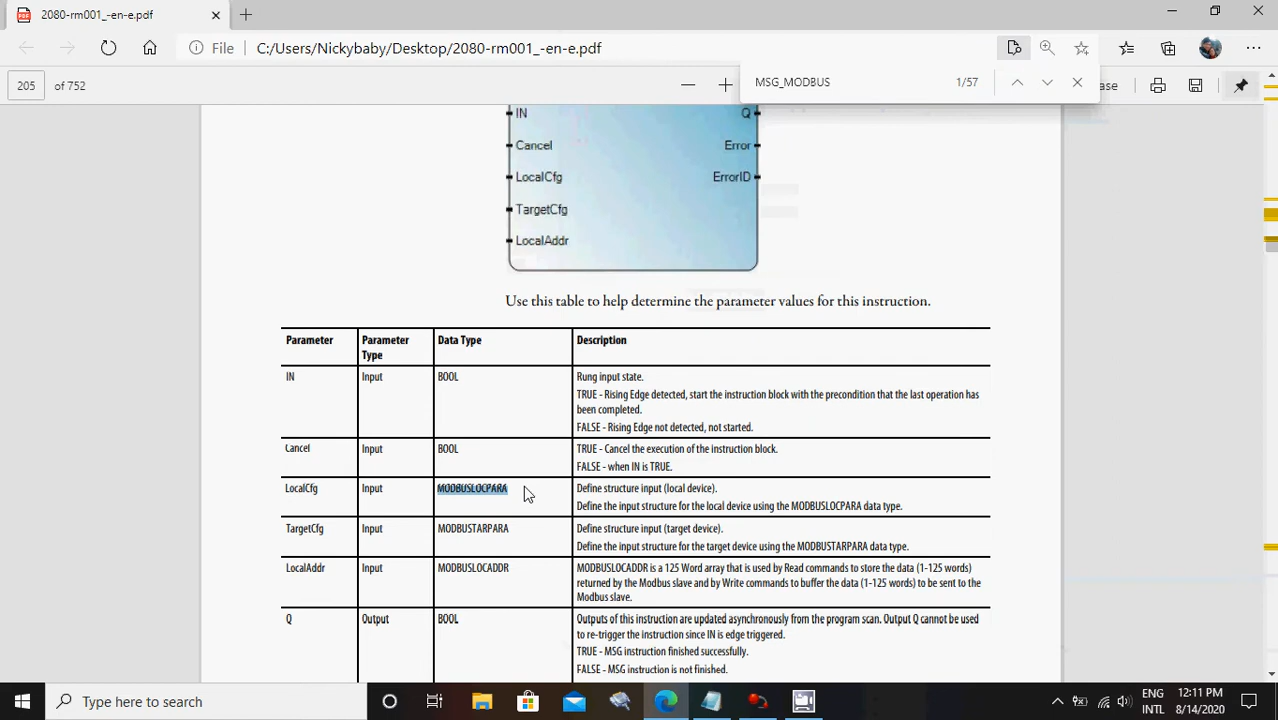 2080-rm001_-en-e.pdf
File C:/Users/Nickybaby/Desktop/2080-rm001_-en-e.pdf
MSG_MODBUS 1/57
205 of 752
ase
IN Q
Cancel Error
LocalCfg ErrorID
TargetCfg
LocalAddr
Use this table to help determine the parameter values for this instruction.
Parameter Parameter Data Type Description
Type
IN Input BOOL Rung input state.
TRUE - Rising Edge detected, start the instruction block with the precondition that the last operation has
been completed.
FALSE - Rising Edge not detected, not started.
Cancel Input BOOL TRUE - Cancel the execution of the instruction block.
FALSE - when IN is TRUE.
LocalCfg Input MODBUSLOCPARA Define structure input (local device).
Define the input structure for the local device using the MODBUSLOCPARA data type.
TargetCfg Input MODBUSTARPARA Define structure input (target device).
Define the input structure for the target device using the MODBUSTARPARA data type.
LocalAddr Input MODBUSLOCADDR MODBUSLOCADDR is a 125 Word array that is used by Read commands to store the data (1-125 words)
returned by the Modbus slave and by Write commands to buffer the data (1-125 words) to be sent to the
Modbus slave.
Q Output BOOL Outputs of this instruction are updated asynchronously from the program scan. Output Q cannot be used
to re-trigger the instruction since IN is edge triggered.
TRUE - MSG instruction finished successfully.
FALSE - MSG instruction is not finished.
Type here to search
ENG 12:11 PM
INTL 8/14/2020